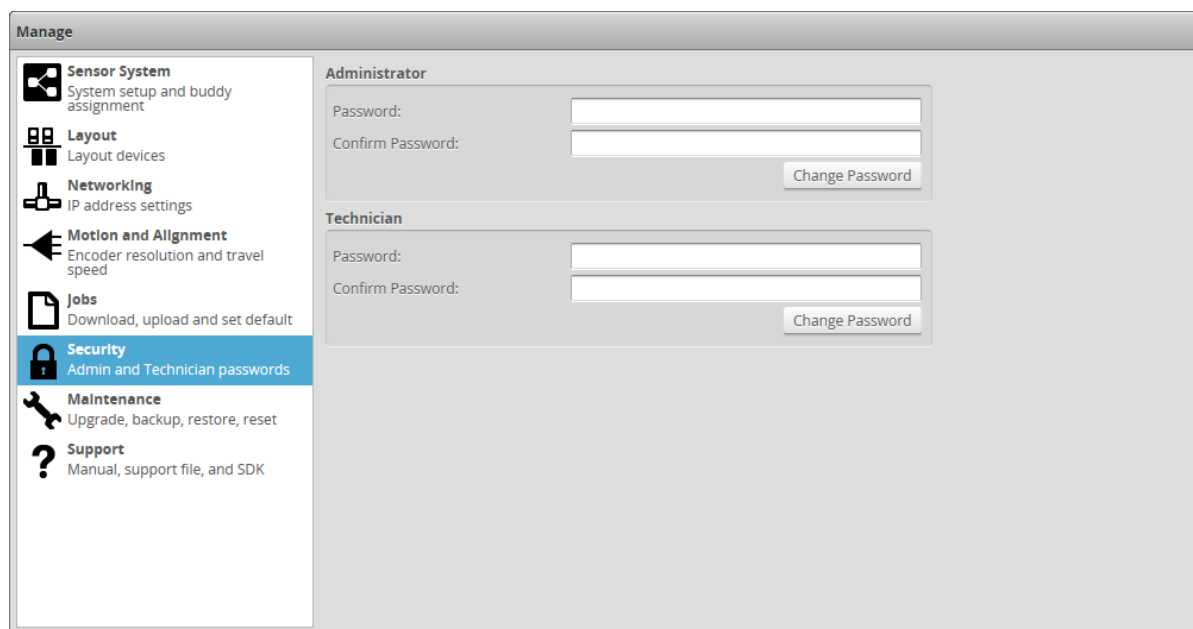 Manage
Sensor System
System setup and buddy
assignment
Layout
Layout devices
Networking
IP address settings
Motion and Alignment
Encoder resolution and travel
speed
Jobs
Download, upload and set default
Security
Admin and Technician passwords
Maintenance
Upgrade, backup, restore, reset
Support
Manual, support file, and SDK
Administrator
Password:
Confirm Password:
Change Password
Technician
Password:
Confirm Password:
Change Password